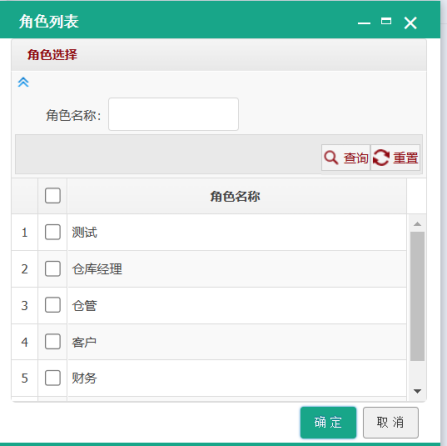 角色列表
角色选择
角色名称：
查询 重置
角色名称
1 测试
2 仓库经理
3 仓管
4 客户
5 财务
确定 取消